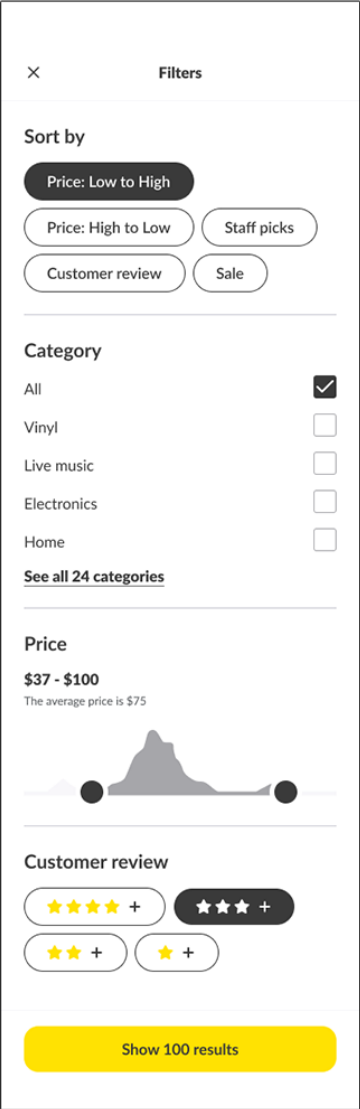 Filters
Sort by
Price: Low to High
Price: High to Low
Staff picks
Customer review
Sale
Category
All
Vinyl
Live music
Electronics
Home
See all 24 categories
Price
$37 - $100
The average price is $75
Customer review
+
+
+
+
Show 100 results